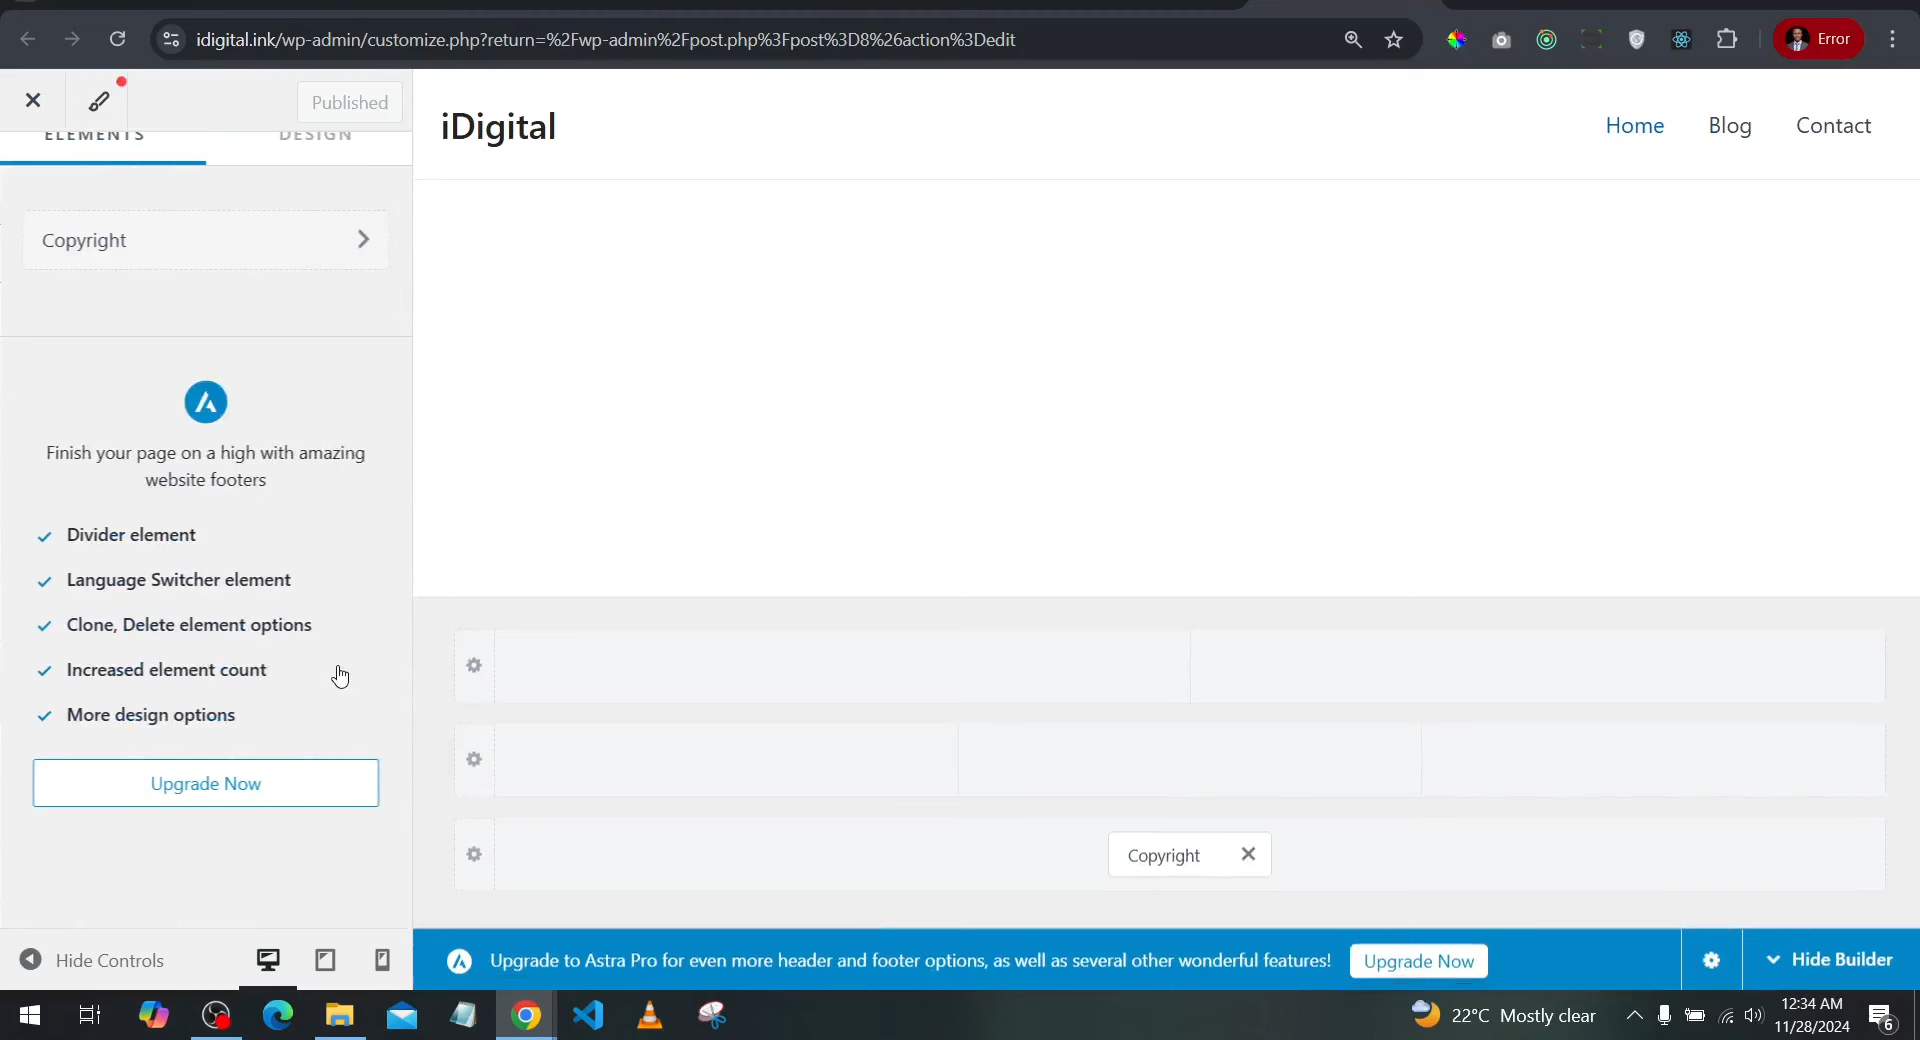 idigital.ink/wp-admin/customize.php?return=%2Fwp-admin%2Fpost.php%3Fpost%3D8%26action%3Dedit
Error
Published
ELEMENTS
DESIGN
iDigital
Home
Blog
Contact
Copyright
Finish your page on a high with amazing
website footers
Divider element
Language Switcher element
Clone, Delete element options
Increased element count
More design options
Upgrade Now
Copyright
Hide Controls
Upgrade to Astra Pro for even more header and footer options, as well as several other wonderful features!
Upgrade Now
Hide Builder
22°C Mostly clear
12:34 AM
11/28/2024
6